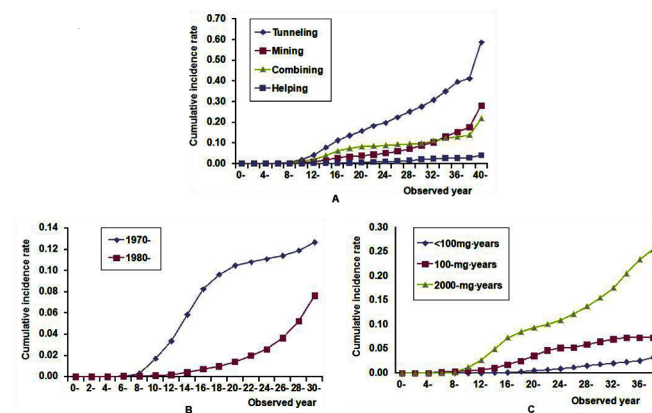 Cumulative incidence rate
0.70
0.60
0.50
0.40
0.30
0.20
0.10
0.00
Tunneling
Mining
Combining
Helping
0- 4- 8- 12- 16- 20- 24- 28- 32- 36- 40-
Observed year
A
Cumulative incidence rate
0.14
0.12
0.10
0.08
0.06
0.04
0.02
0.00
1970-
1980-
0- 2- 4- 6- 8- 10- 12- 14- 16- 18- 20- 22- 24- 26- 28- 30-
Observed year
B
Cumulative incidence rate
0.30
0.25
0.20
0.15
0.10
0.05
0.00
<100mg·years
100-mg·years
2000-mg·years
0- 4- 8- 12- 16- 20- 24- 28- 32- 36-
Observed year
C